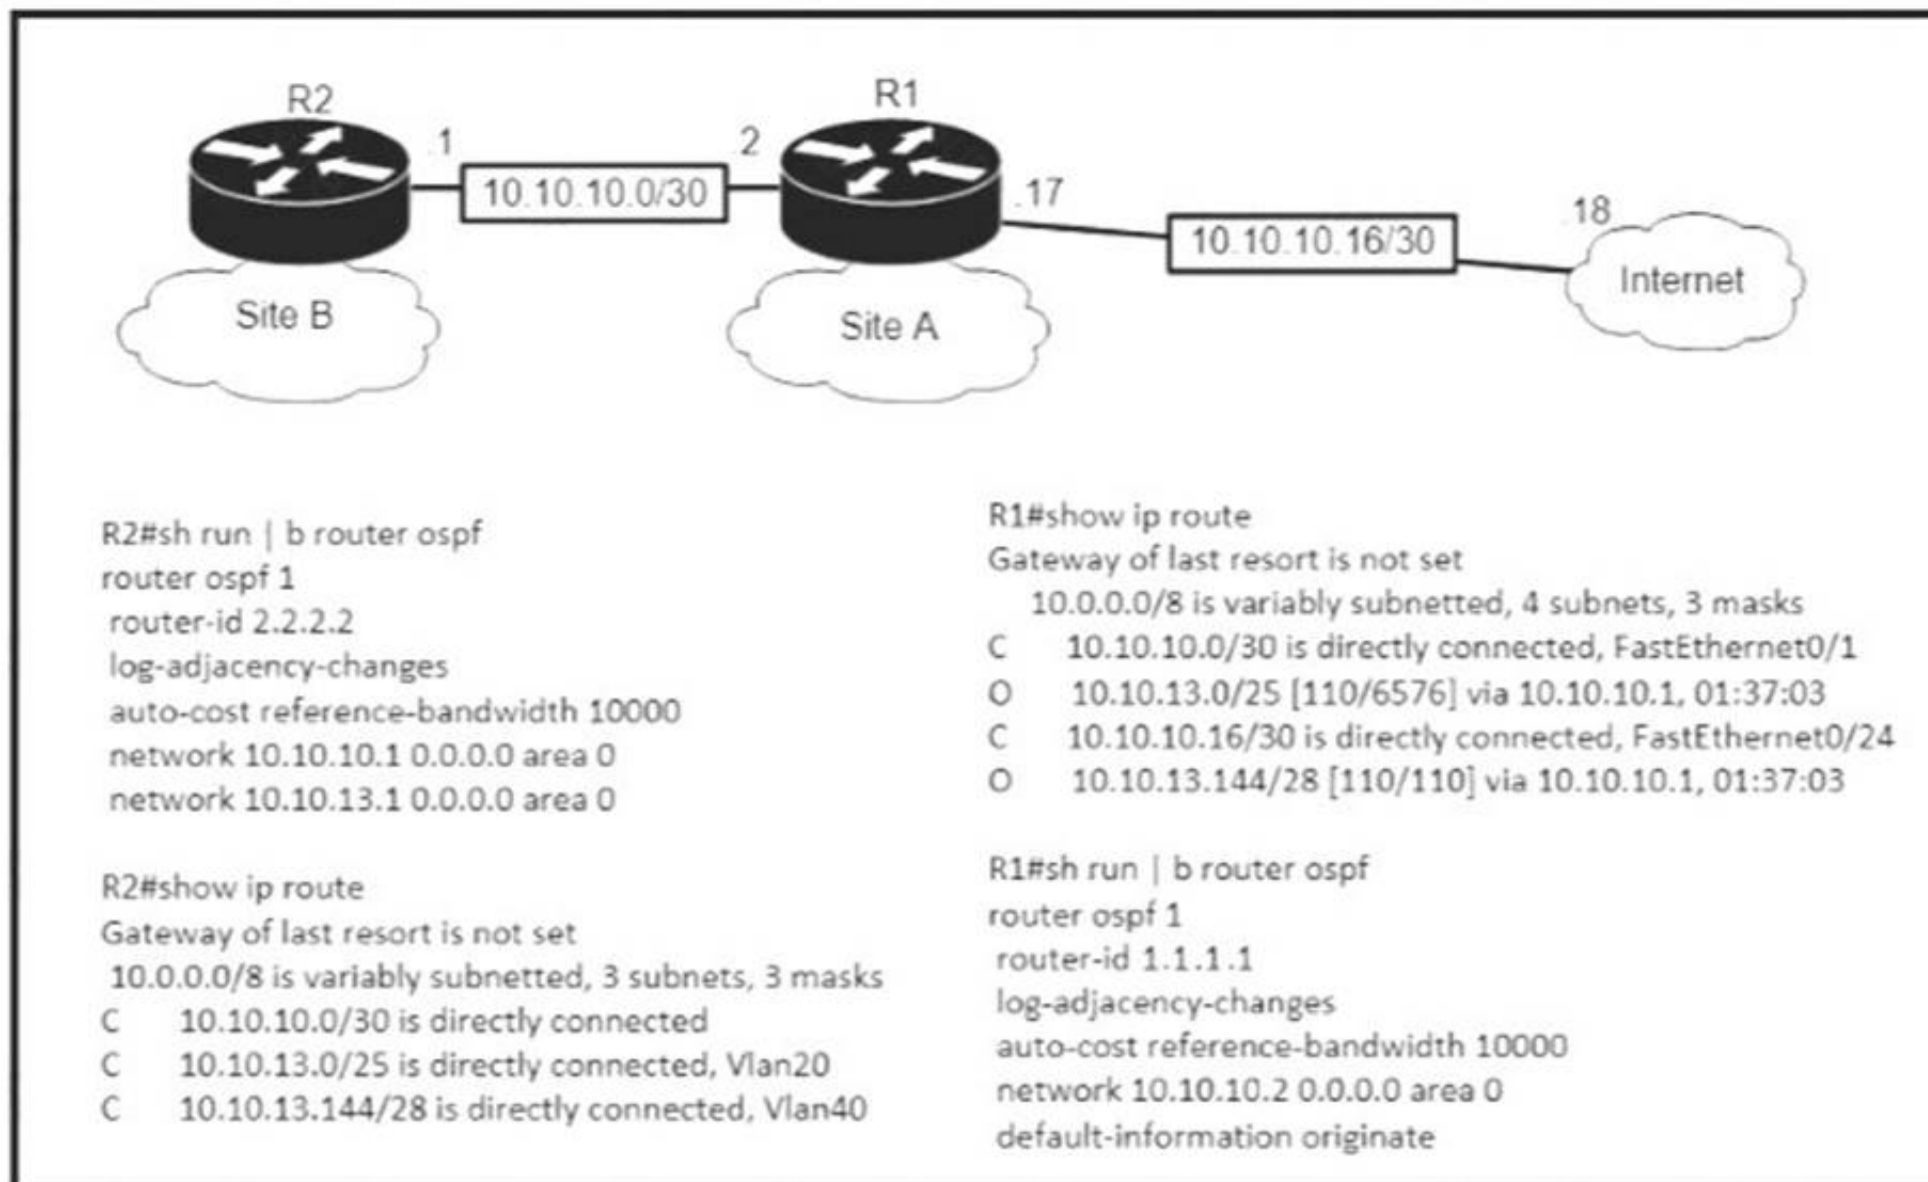 R2
R1
.1
.2
10.10.10.0/30
.17
10.10.10.16/30
.18
Internet
Site B
Site A
R2#sh run | b router ospf
router ospf 1
router-id 2.2.2.2
log-adjacency-changes
auto-cost reference-bandwidth 10000
network 10.10.10.1 0.0.0.0 area 0
network 10.10.13.1 0.0.0.0 area 0
R2#show ip route
Gateway of last resort is not set
10.0.0.0/8 is variably subnetted, 3 subnets, 3 masks
C 10.10.10.0/30 is directly connected
C 10.10.13.0/25 is directly connected, Vlan20
C 10.10.13.144/28 is directly connected, Vlan40
R1#show ip route
Gateway of last resort is not set
10.0.0.0/8 is variably subnetted, 4 subnets, 3 masks
C 10.10.10.0/30 is directly connected, FastEthernet0/1
O 10.10.13.0/25 [110/6576] via 10.10.10.1, 01:37:03
C 10.10.10.16/30 is directly connected, FastEthernet0/24
O 10.10.13.144/28 [110/110] via 10.10.10.1, 01:37:03
R1#sh run | b router ospf
router ospf 1
router-id 1.1.1.1
log-adjacency-changes
auto-cost reference-bandwidth 10000
network 10.10.10.2 0.0.0.0 area 0
default-information originate